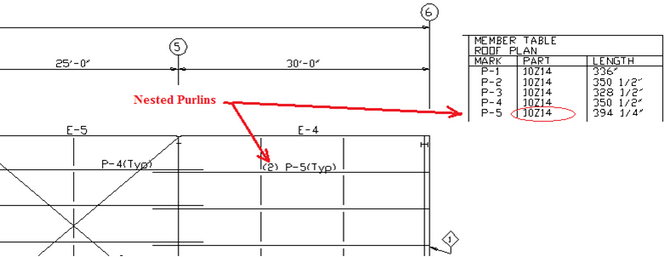 6
5
25'-0"
30'-0"
Nested Purlins
E-5
E-4
P-4(Typ)
(2) P-5(Typ)
1
MEMBER TABLE
ROOF PLAN
MARK PART LENGTH
P-1 10Z14 336"
P-2 10Z14 350 1/2"
P-3 10Z14 328 1/2"
P-4 10Z14 350 1/2"
P-5 10Z14 394 1/4"